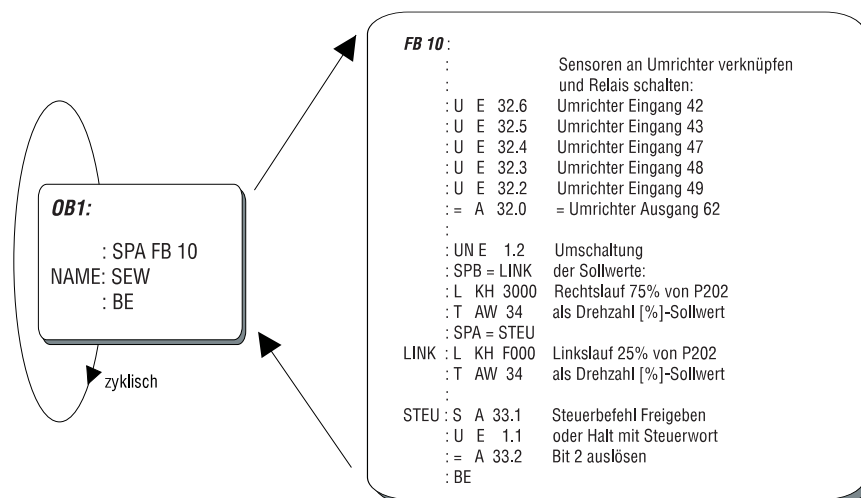 OB1:
: SPA FB 10
NAME: SEW
: BE
zyklisch
FB 10 :
: Sensoren an Umrichter verknüpfen
: und Relais schalten:
: U E 32.6 Umrichter Eingang 42
: U E 32.5 Umrichter Eingang 43
: U E 32.4 Umrichter Eingang 47
: U E 32.3 Umrichter Eingang 48
: U E 32.2 Umrichter Eingang 49
: = A 32.0 = Umrichter Ausgang 62
:
: UN E 1.2 Umschaltung
: SPB = LINK der Sollwerte:
: L KH 3000 Rechtslauf 75% von P202
: T AW 34 als Drehzahl [%]-Sollwert
: SPA = STEU
LINK : L KH F000 Linkslauf 25% von P202
: T AW 34 als Drehzahl [%]-Sollwert
:
STEU : S A 33.1 Steuerbefehl Freigeben
: U E 1.1 oder Halt mit Steuerwort
: = A 33.2 Bit 2 auslösen
: BE